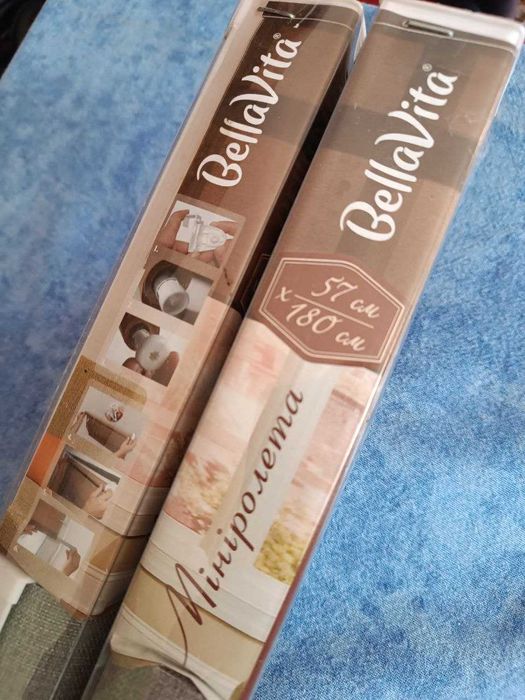 BellaVita®
BellaVita®
57 см
x 180 см
Мініролета